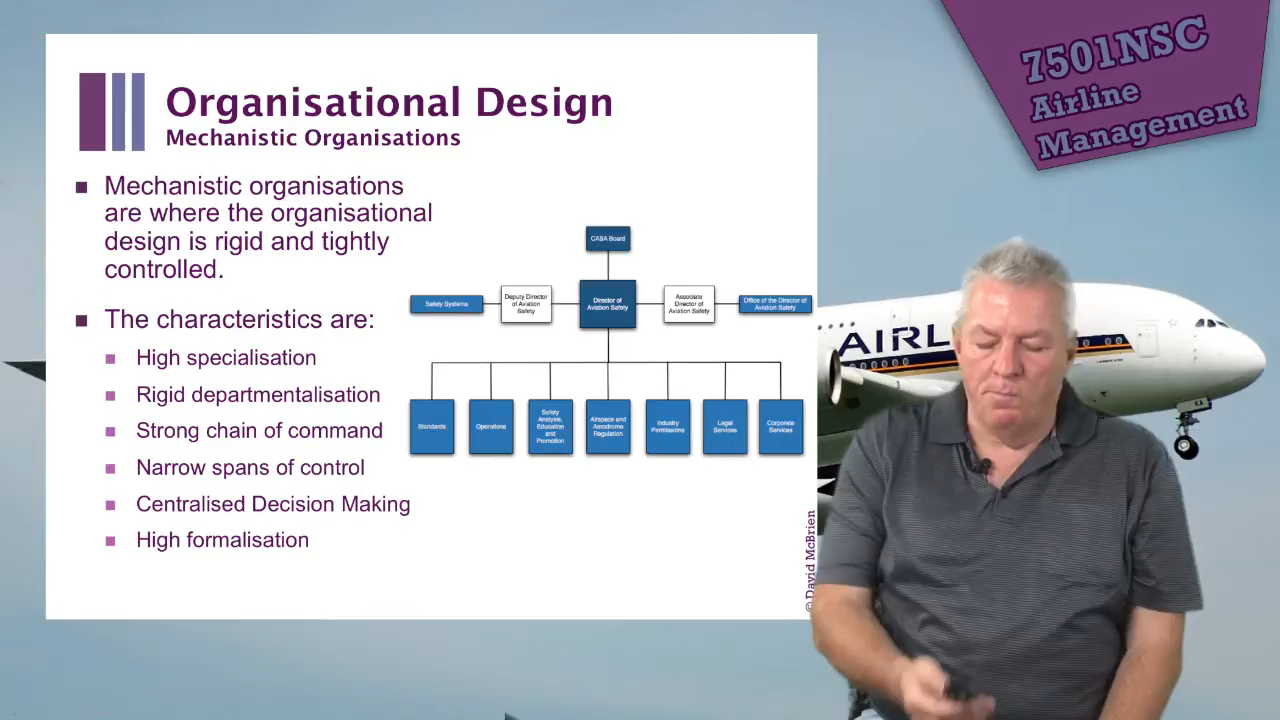 7501NSC
Airline
Management
Organisational Design
Mechanistic Organisations
Mechanistic organisations
are where the organisational
design is rigid and tightly
controlled.
The characteristics are:
High specialisation
Rigid departmentalisation
Strong chain of command
Narrow spans of control
Centralised Decision Making
High formalisation
CASA Board
Safety Systems
Deputy Director
of Aviation
Safety
Director of
Aviation Safety
Associate
Director of
Aviation Safety
Office of the Director of
Aviation Safety
Standards
Operations
Safety
Analysis,
Education
and
Promotion
Airspace and
Aerodrome
Regulation
Industry
Permissions
Legal
Services
Corporate
Services
© David McBrien
AIRL